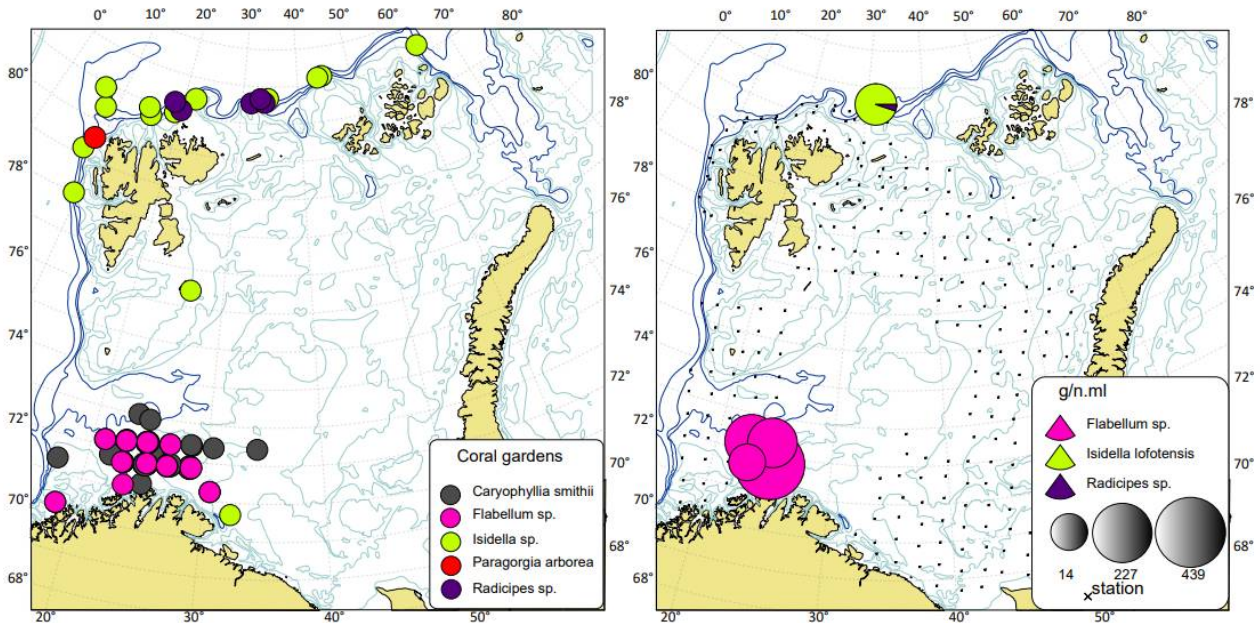 0° 10° 20° 30° 40° 50° 60° 70° 80°
80°
78°
78°
76°
76°
74°
74°
72°
72°
70°
70°
68°
68°
20° 30° 40° 50°
Coral gardens
Caryophyllia smithii
Flabellum sp.
Isidella sp.
Paragorgia arborea
Radicipes sp.
0° 10° 20° 30° 40° 50° 60° 70° 80°
80°
78°
78°
76°
76°
74°
74°
72°
72°
70°
70°
68°
68°
20° 30° 40° 50°
g/n.ml
Flabellum sp.
Isidella lofotensis
Radicipes sp.
14 227 439
station